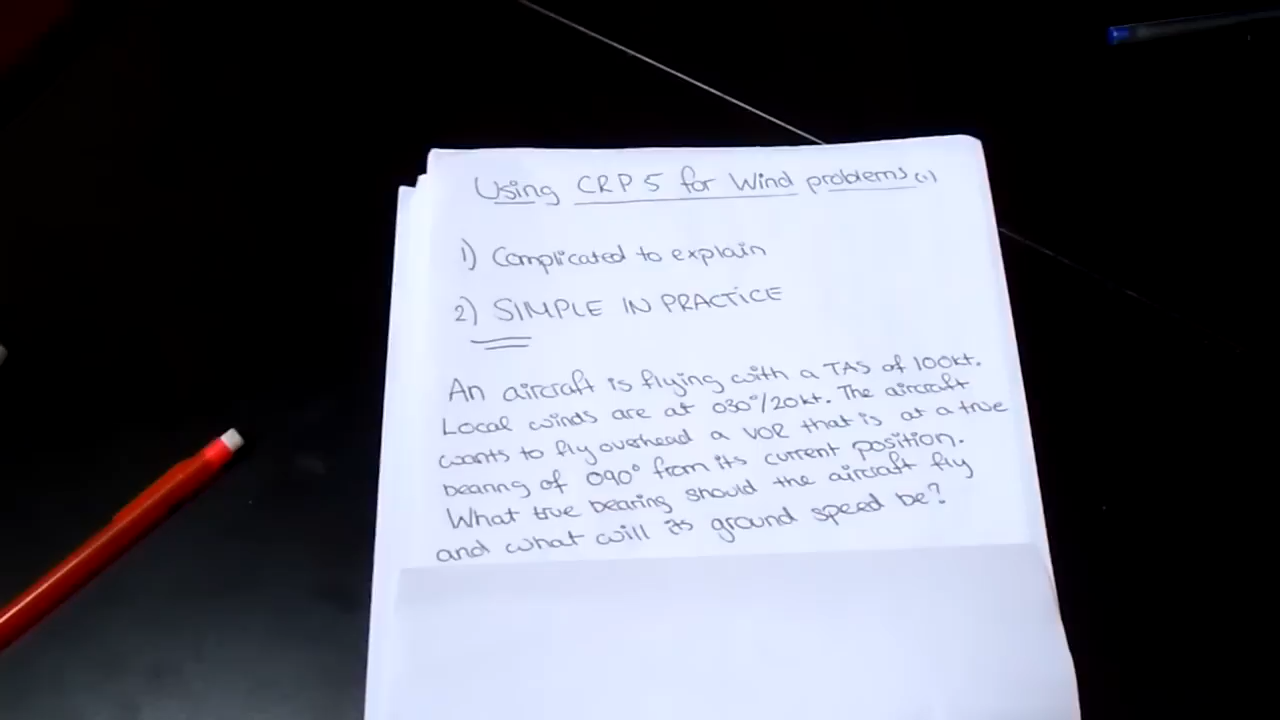 Using CRP 5 for Wind problems (1)
1) Complicated to explain
2) SIMPLE IN PRACTICE
An aircraft is flying with a TAS of 100kt.
Local winds are at 030°/20kt. The aircraft
wants to fly overhead a VOR that is at a true
bearing of 090° from its current position.
What true bearing should the aircraft fly
and what will its ground speed be?